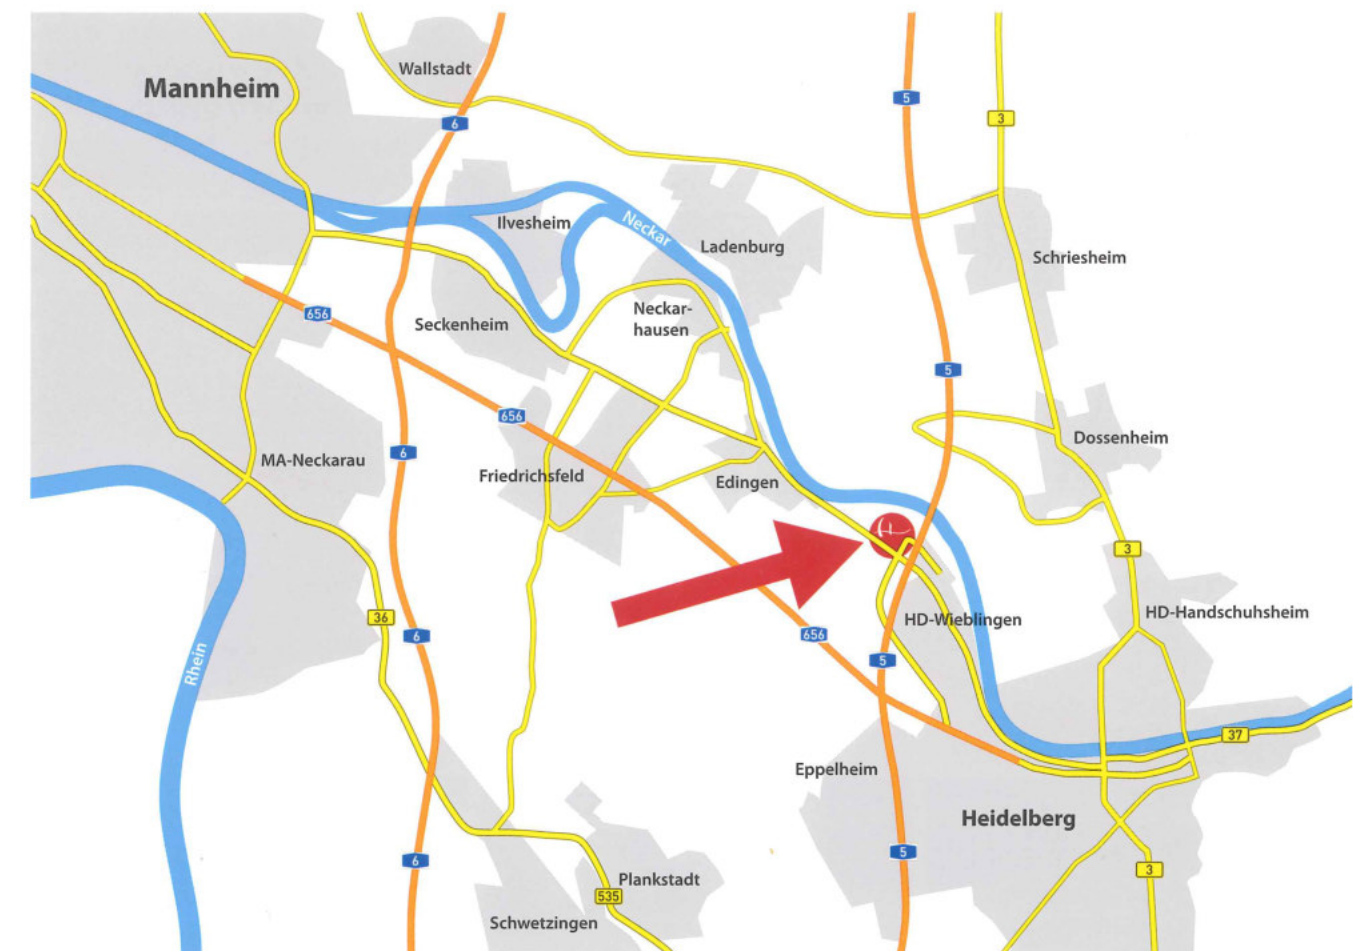 Wallstadt
Mannheim
5
3
6
Ilvesheim
Neckar
Ladenburg
Schriesheim
656
Neckar-
hausen
Seckenheim
5
656
Dossenheim
6
MA-Neckarau
Friedrichsfeld
Edingen
3
HD-Handschuhsheim
36
HD-Wieblingen
6
656
Rhein
5
37
Eppelheim
Heidelberg
5
6
3
Plankstadt
535
Schwetzingen